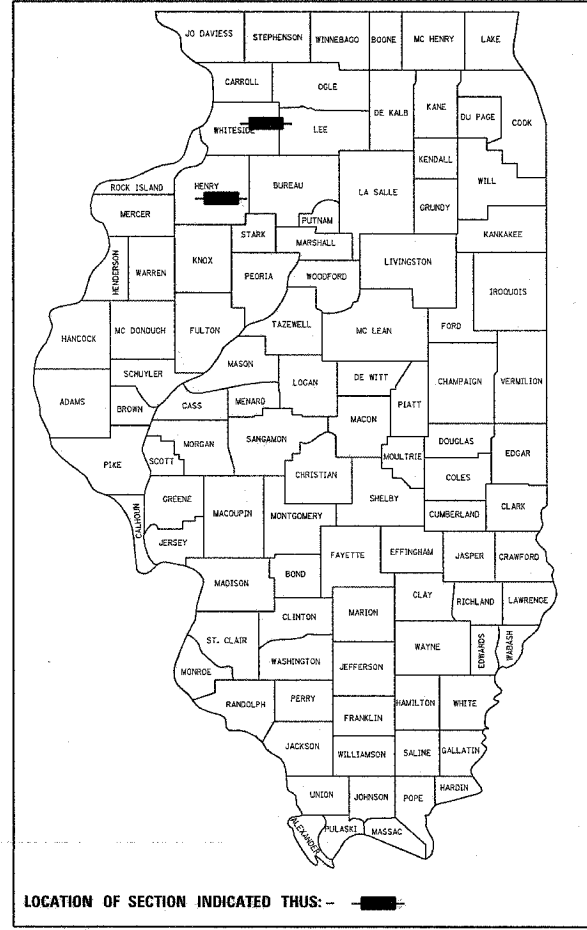 JO DAVIESS STEPHENSON WINNEBAGO BOONE MC HENRY LAKE
CARROLL OGLE
DE KALB KANE DU PAGE COOK
WHITESIDE LEE
KENDALL
ROCK ISLAND HENRY BUREAU LA SALLE GRUNDY WILL
MERCER PUTNAM
STARK MARSHALL KANKAKEE
HENDERSON WARREN KNOX PEORIA WOODFORD LIVINGSTON
IROQUOIS
HANCOCK MC DONOUGH FULTON TAZEWELL MC LEAN FORD
MASON
SCHUYLER LOGAN DE WITT CHAMPAIGN VERMILION
ADAMS BROWN CASS MENARD MACON PIATT
DOUGLAS
MORGAN SANGAMON MOULTRIE EDGAR
PIKE SCOTT CHRISTIAN COLES
GREENE MACOUPIN SHELBY
CALHOUN MONTGOMERY CUMBERLAND CLARK
JERSEY
FAYETTE EFFINGHAM JASPER CRAWFORD
MADISON BOND
CLAY RICHLAND LAWRENCE
CLINTON MARION
ST. CLAIR WAYNE EDWARDS WABASH
WASHINGTON JEFFERSON
MONROE
RANDOLPH PERRY HAMILTON WHITE
FRANKLIN
JACKSON WILLIAMSON SALINE GALLATIN
HARDIN
UNION JOHNSON POPE
ALEXANDER PULASKI MASSAC
LOCATION OF SECTION INDICATED THUS: -